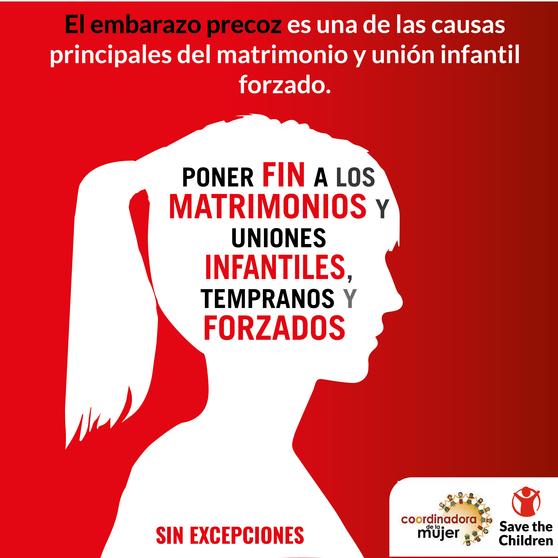 El embarazo precoz es una de las causas
principales del matrimonio y unión infantil
forzado.
PONER FIN A LOS
MATRIMONIOS Y
UNIONES
INFANTILES,
TEMPRANOS Y
FORZADOS
SIN EXCEPCIONES
coordinadora
de la
mujer
Save the
Children